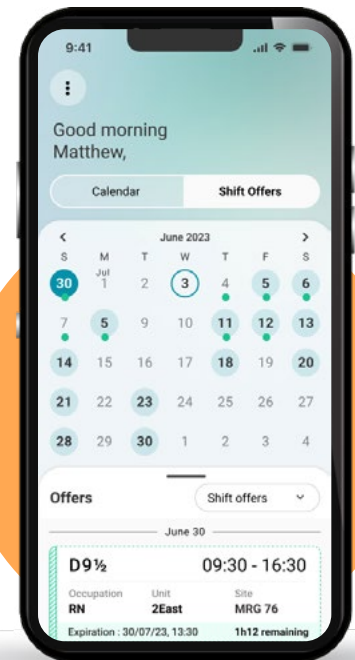 9:41
Good morning
Matthew,
Calendar Shift Offers
< June 2023 >
S M T W T F S
30 Jul 1 2 3 4 5 6
7 5 9 10 11 12 13
14 15 16 17 18 19 20
21 22 23 24 25 26 27
28 29 30 1 2 3 4
Offers Shift offers
June 30
D9½ 09:30 - 16:30
Occupation Unit Site
RN 2East MRG 76
Expiration : 30/07/23, 13:30 1h12 remaining